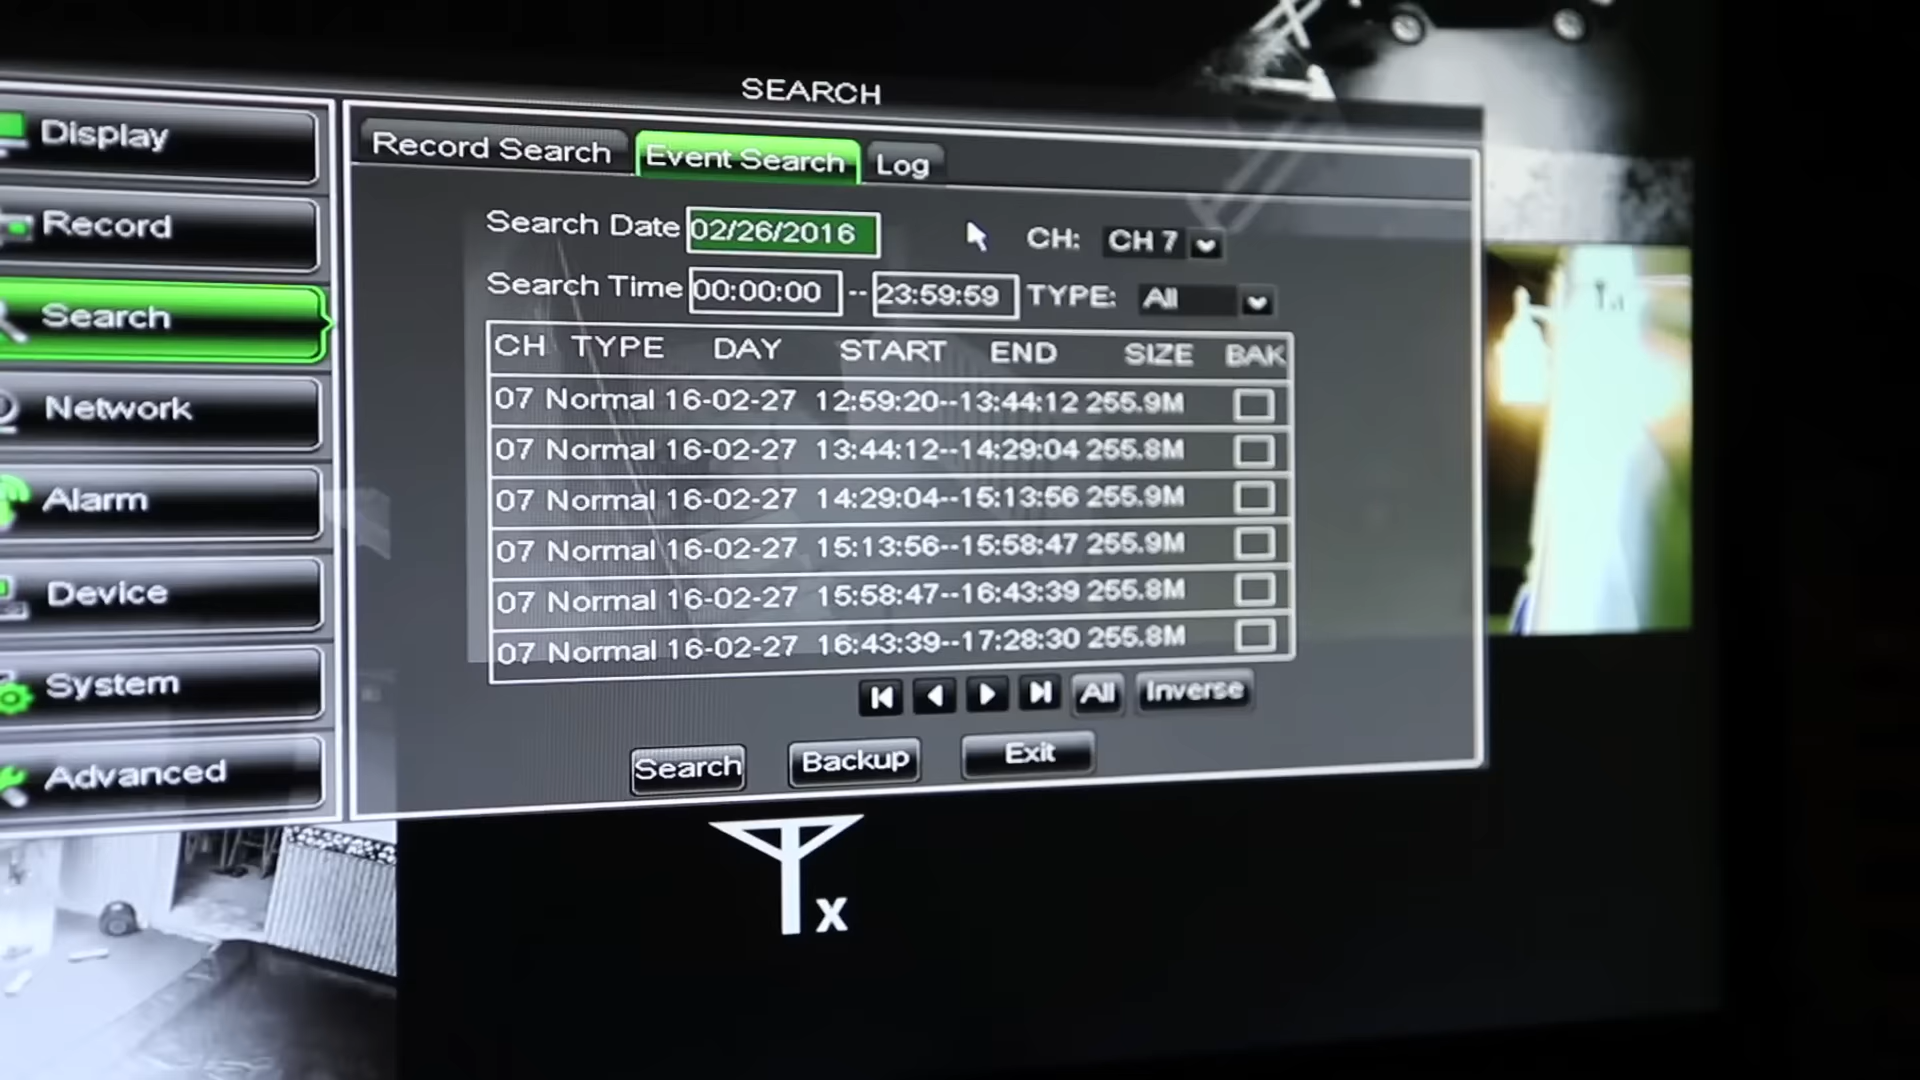 SEARCH
Display
Record
Search
Network
Alarm
Device
System
Advanced
Record Search Event Search Log
Search Date 02/26/2016 CH: CH 7
Search Time 00:00:00 -- 23:59:59 TYPE: All
CH TYPE DAY START END SIZE BAK
07 Normal 16-02-27 12:59:20--13:44:12 255.9M
07 Normal 16-02-27 13:44:12--14:29:04 255.8M
07 Normal 16-02-27 14:29:04--15:13:56 255.9M
07 Normal 16-02-27 15:13:56--15:58:47 255.9M
07 Normal 16-02-27 15:58:47--16:43:39 255.8M
07 Normal 16-02-27 16:43:39--17:28:30 255.8M
All Inverse
Search Backup Exit
x